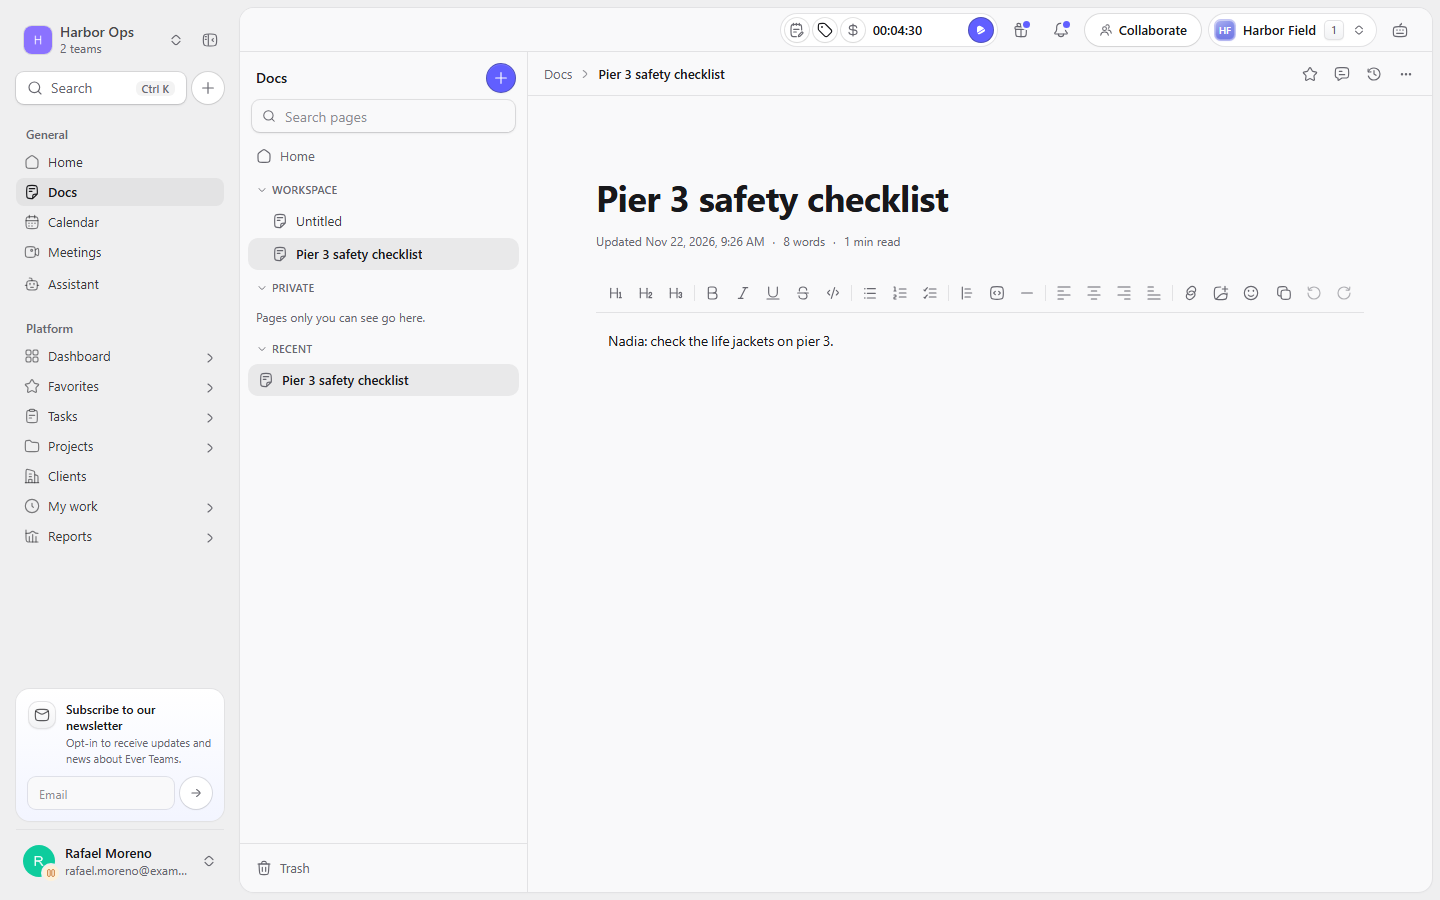 H
Harbor Ops
2 teams
Search
Ctrl K
General
Home
Docs
Calendar
Meetings
Assistant
Platform
Dashboard
Favorites
Tasks
Projects
Clients
My work
Reports
Subscribe to our
newsletter
Opt-in to receive updates and
news about Ever Teams.
Email
R
Rafael Moreno
rafael.moreno@exam...
00:04:30
Collaborate
HF
Harbor Field
1
Docs
Search pages
Home
WORKSPACE
Untitled
Pier 3 safety checklist
PRIVATE
Pages only you can see go here.
RECENT
Pier 3 safety checklist
Trash
Docs > Pier 3 safety checklist
Pier 3 safety checklist
Updated Nov 22, 2026, 9:26 AM · 8 words · 1 min read
H1 H2 H3 B I U S
Nadia: check the life jackets on pier 3.